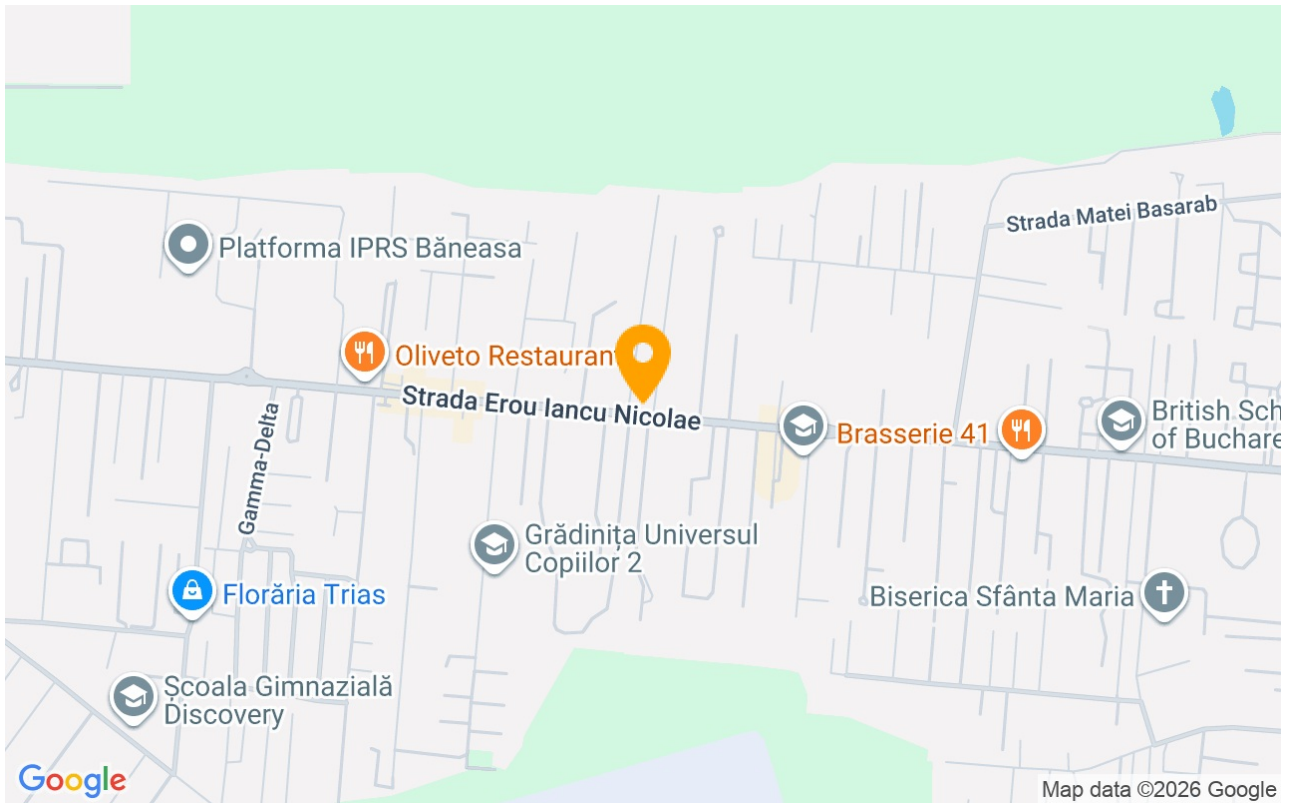 Strada Matei Basarab
Platforma IPRS Băneasa
Oliveto Restauran
Strada Erou Iancu Nicolae
British Sch
of Buchare
Brasserie 41
Gamma-Delta
Grădinița Universul
Copiilor 2
Florăria Trias
Biserica Sfânta Maria
Școala Gimnazială
Discovery
Google
Map data ©2026 Google